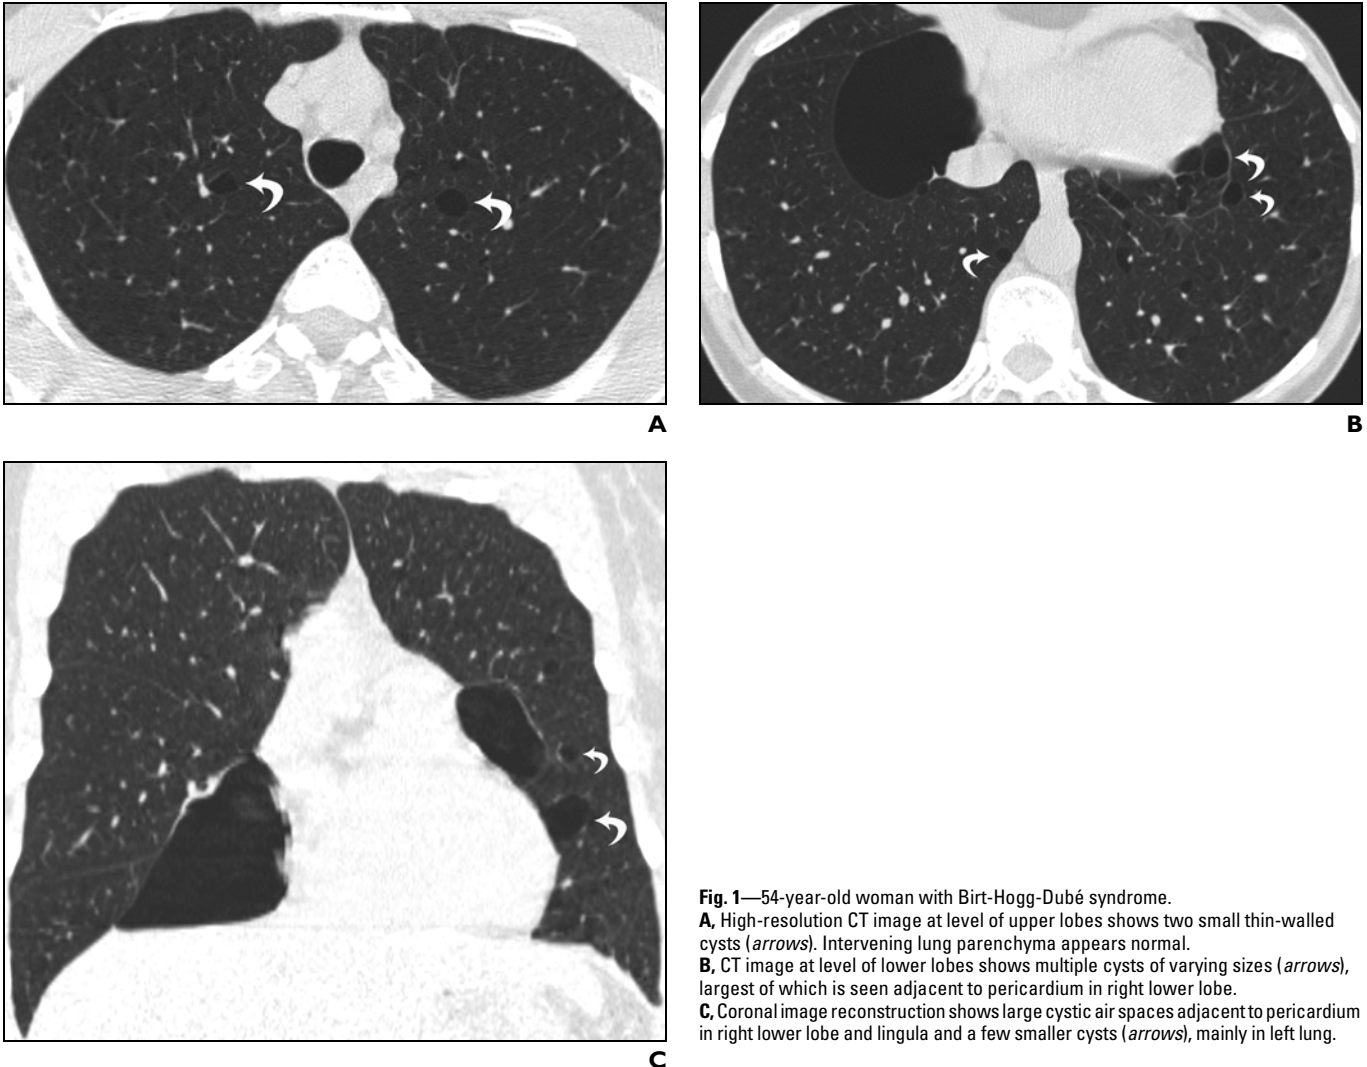 A
B
C
Fig. 1—54-year-old woman with Birt-Hogg-Dubé syndrome.
A, High-resolution CT image at level of upper lobes shows two small thin-walled
cysts (arrows). Intervening lung parenchyma appears normal.
B, CT image at level of lower lobes shows multiple cysts of varying sizes (arrows),
largest of which is seen adjacent to pericardium in right lower lobe.
C, Coronal image reconstruction shows large cystic air spaces adjacent to pericardium
in right lower lobe and lingula and a few smaller cysts (arrows), mainly in left lung.